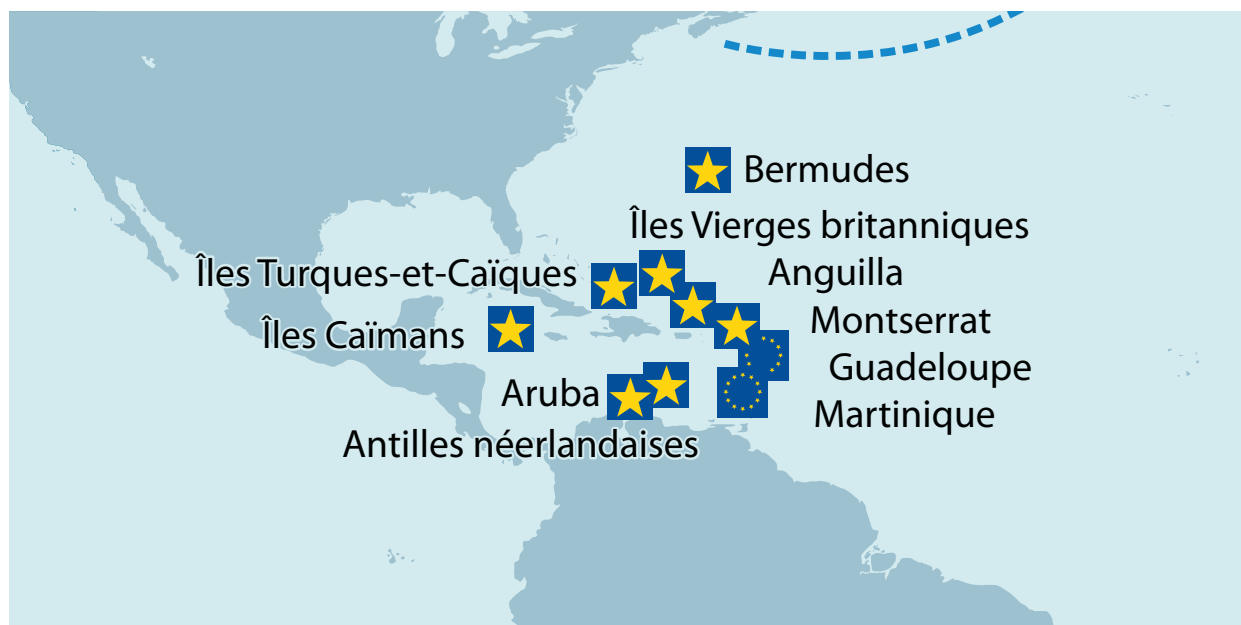 Bermudes
Îles Vierges britanniques
Îles Turques-et-Caïques
Anguilla
Îles Caïmans
Montserrat
Guadeloupe
Aruba
Martinique
Antilles néerlandaises